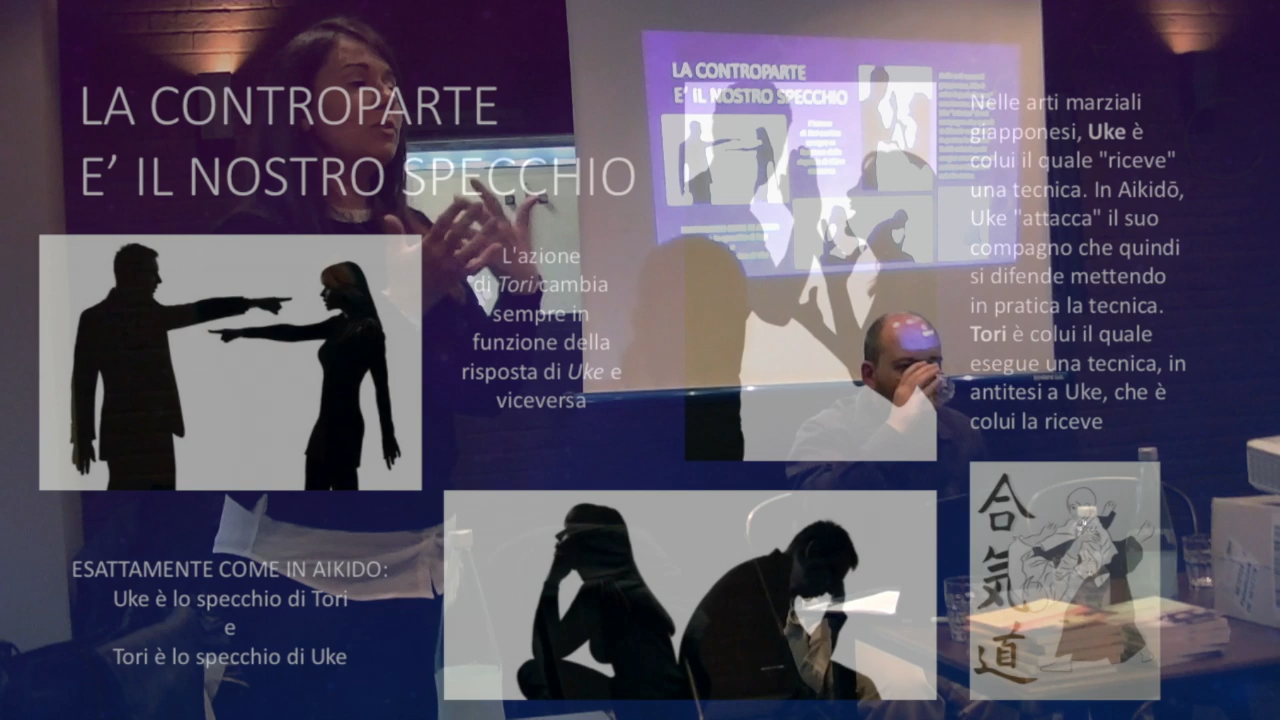 LA CONTROPARTE
E’ IL NOSTRO SPECCHIO
L'azione
di Tori cambia
sempre in
funzione della
risposta di Uke e
viceversa
ESATTAMENTE COME IN AIKIDO:
Uke è lo specchio di Tori
e
Tori è lo specchio di Uke
LA CONTROPARTE
E’ IL NOSTRO SPECCHIO
Nelle arti marziali
giapponesi, Uke è
colui il quale "riceve"
una tecnica. In Aikidō,
Uke "attacca" il suo
compagno che quindi
si difende mettendo
in pratica la tecnica.
Tori è colui il quale
esegue una tecnica, in
antitesi a Uke, che è
colui la riceve
合
氣
道